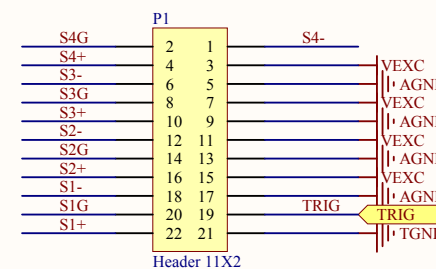 P1
S4G 2 1 S4-
S4+ 4 3 VEXC
S3- 6 5 AGND
S3G 8 7 VEXC
S3+ 10 9 AGND
S2- 12 11 VEXC
S2G 14 13 AGND
S2+ 16 15 VEXC
S1- 18 17 AGND
S1G 20 19 TRIG TRIG
S1+ 22 21 TGND
Header 11X2